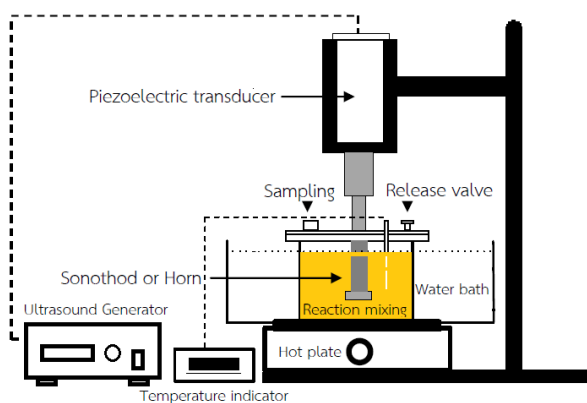 Piezoelectric transducer
Sampling
Release valve
Sonothod or Horn
Water bath
Ultrasound Generator
Reaction mixing
Hot plate
Temperature indicator